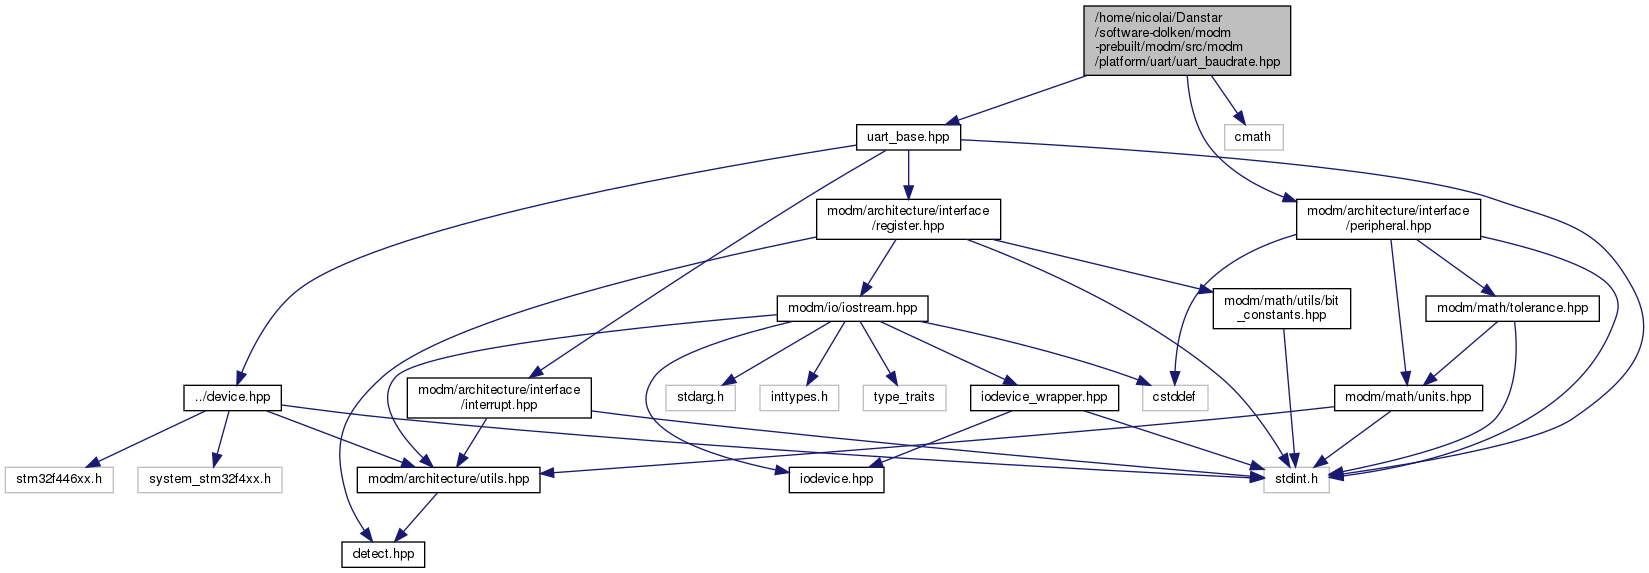 /home/nicolai/Danstar
/software-dolken/modm
-prebuilt/modm/src/modm
/platform/uart/uart_baudrate.hpp
uart_base.hpp
cmath
modm/architecture/interface
/register.hpp
modm/architecture/interface
/peripheral.hpp
modm/io/iostream.hpp
modm/math/utils/bit
_constants.hpp
modm/math/tolerance.hpp
../device.hpp
modm/architecture/interface
/interrupt.hpp
stdarg.h
inttypes.h
type_traits
iodevice_wrapper.hpp
cstddef
modm/math/units.hpp
stm32f446xx.h
system_stm32f4xx.h
modm/architecture/utils.hpp
iodevice.hpp
stdint.h
detect.hpp